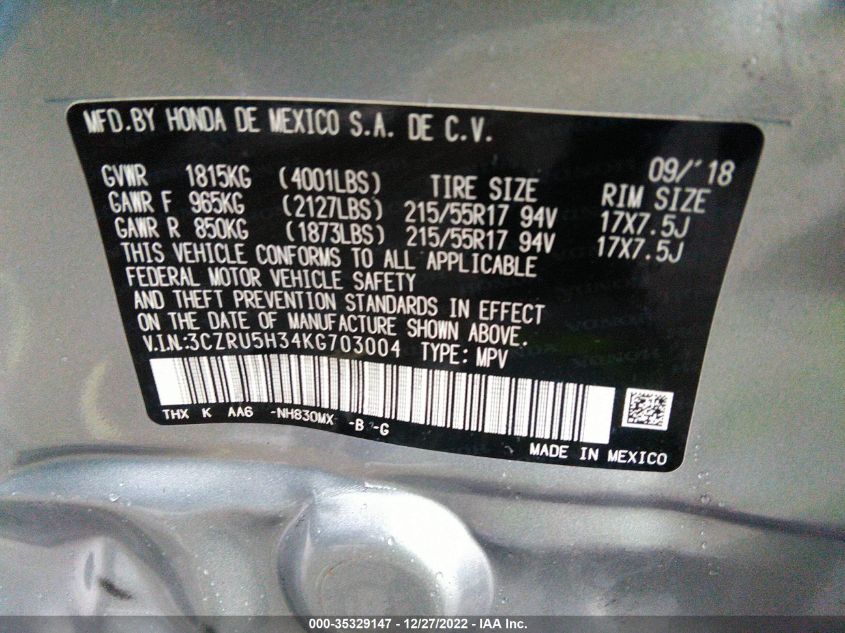 MFD.BY HONDA DE MEXICO S.A. DE C.V.
09/'18
GVWR 1815KG (4001LBS) TIRE SIZE RIM SIZE
GAWR F 965KG (2127LBS) 215/55R17 94V 17X7.5J
GAWR R 850KG (1873LBS) 215/55R17 94V 17X7.5J
THIS VEHICLE CONFORMS TO ALL APPLICABLE
FEDERAL MOTOR VEHICLE SAFETY
AND THEFT PREVENTION STANDARDS IN EFFECT
ON THE DATE OF MANUFACTURE SHOWN ABOVE.
V.I.N:3CZRU5H34KG703004 TYPE: MPV
THX K AA6 -NH830MX -B -G
MADE IN MEXICO
000-35329147 - 12/27/2022 - IAA Inc.